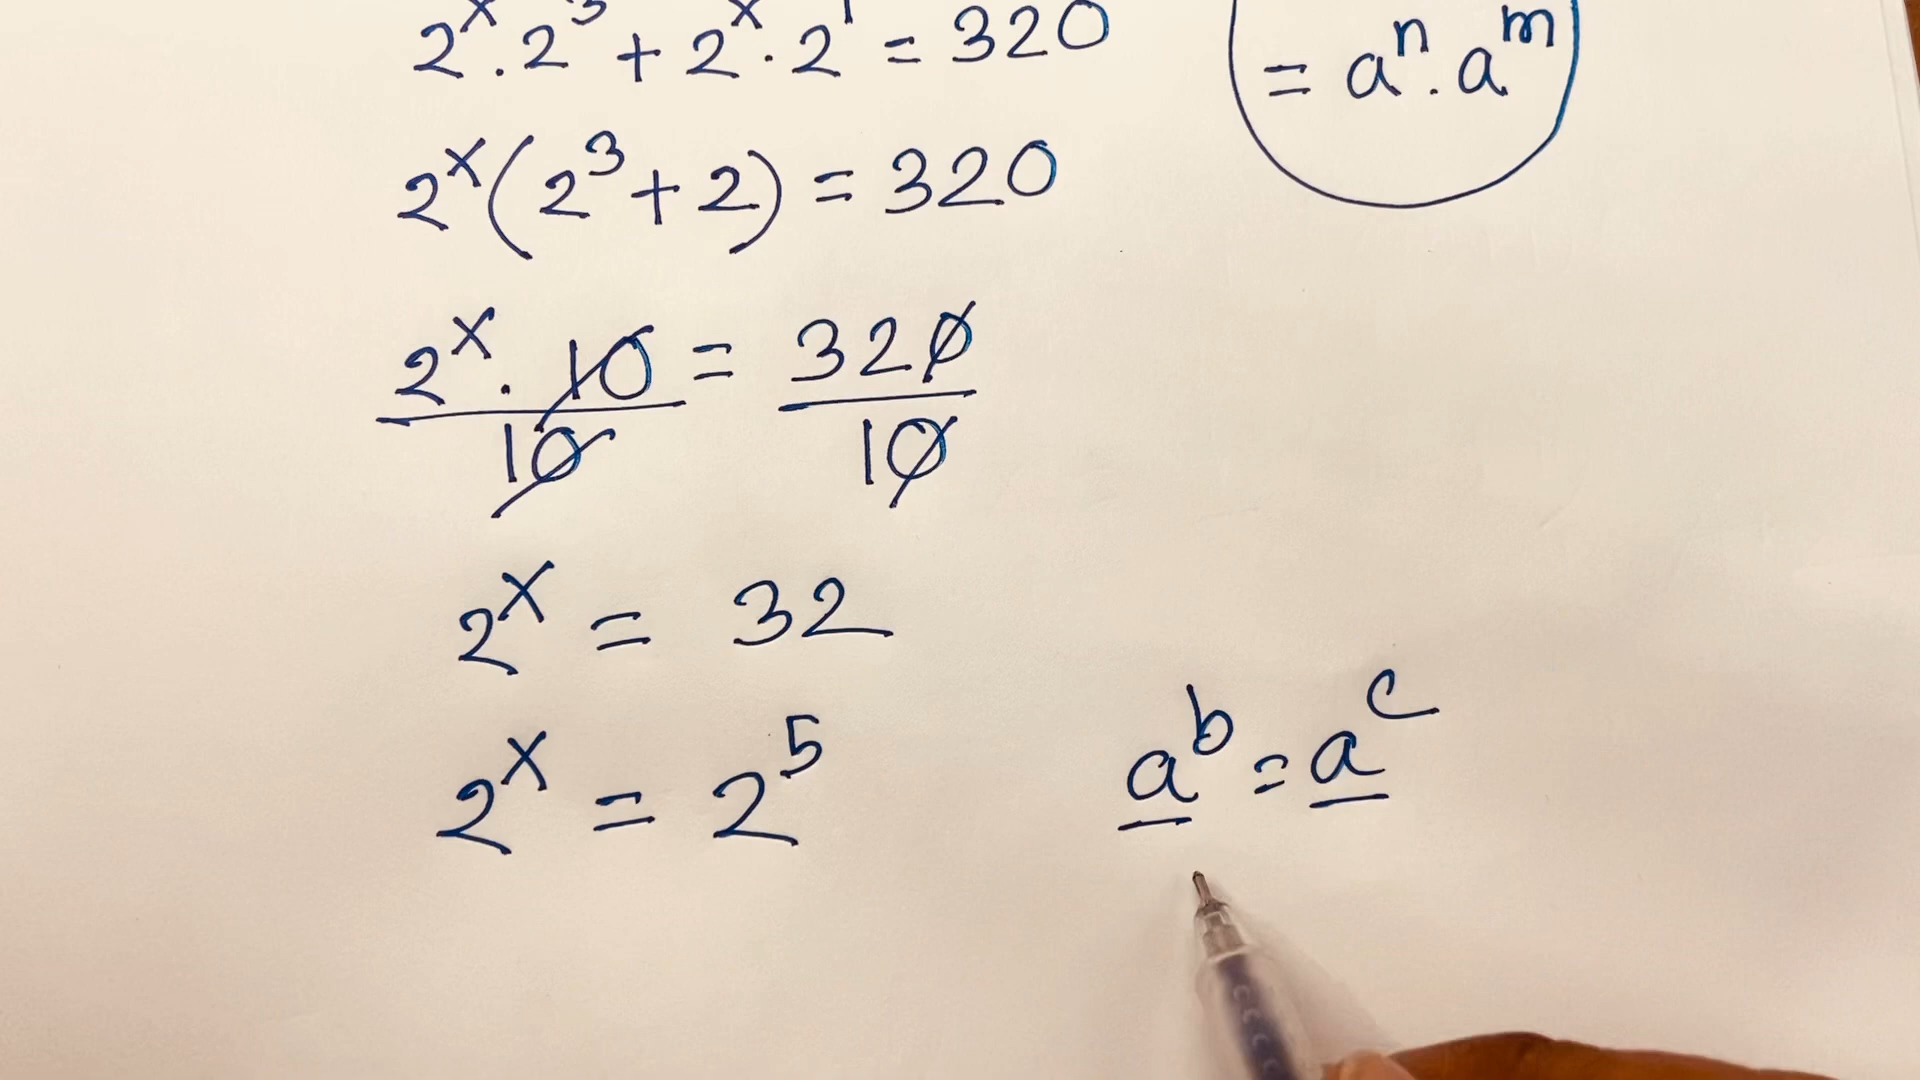 2^x . 2^3 + 2^x . 2^1 = 320
= a^n . a^m
2^x (2^3 + 2) = 320
2^x . 10 = 320
10 10
2^x = 32
2^x = 2^5
a^b = a^c